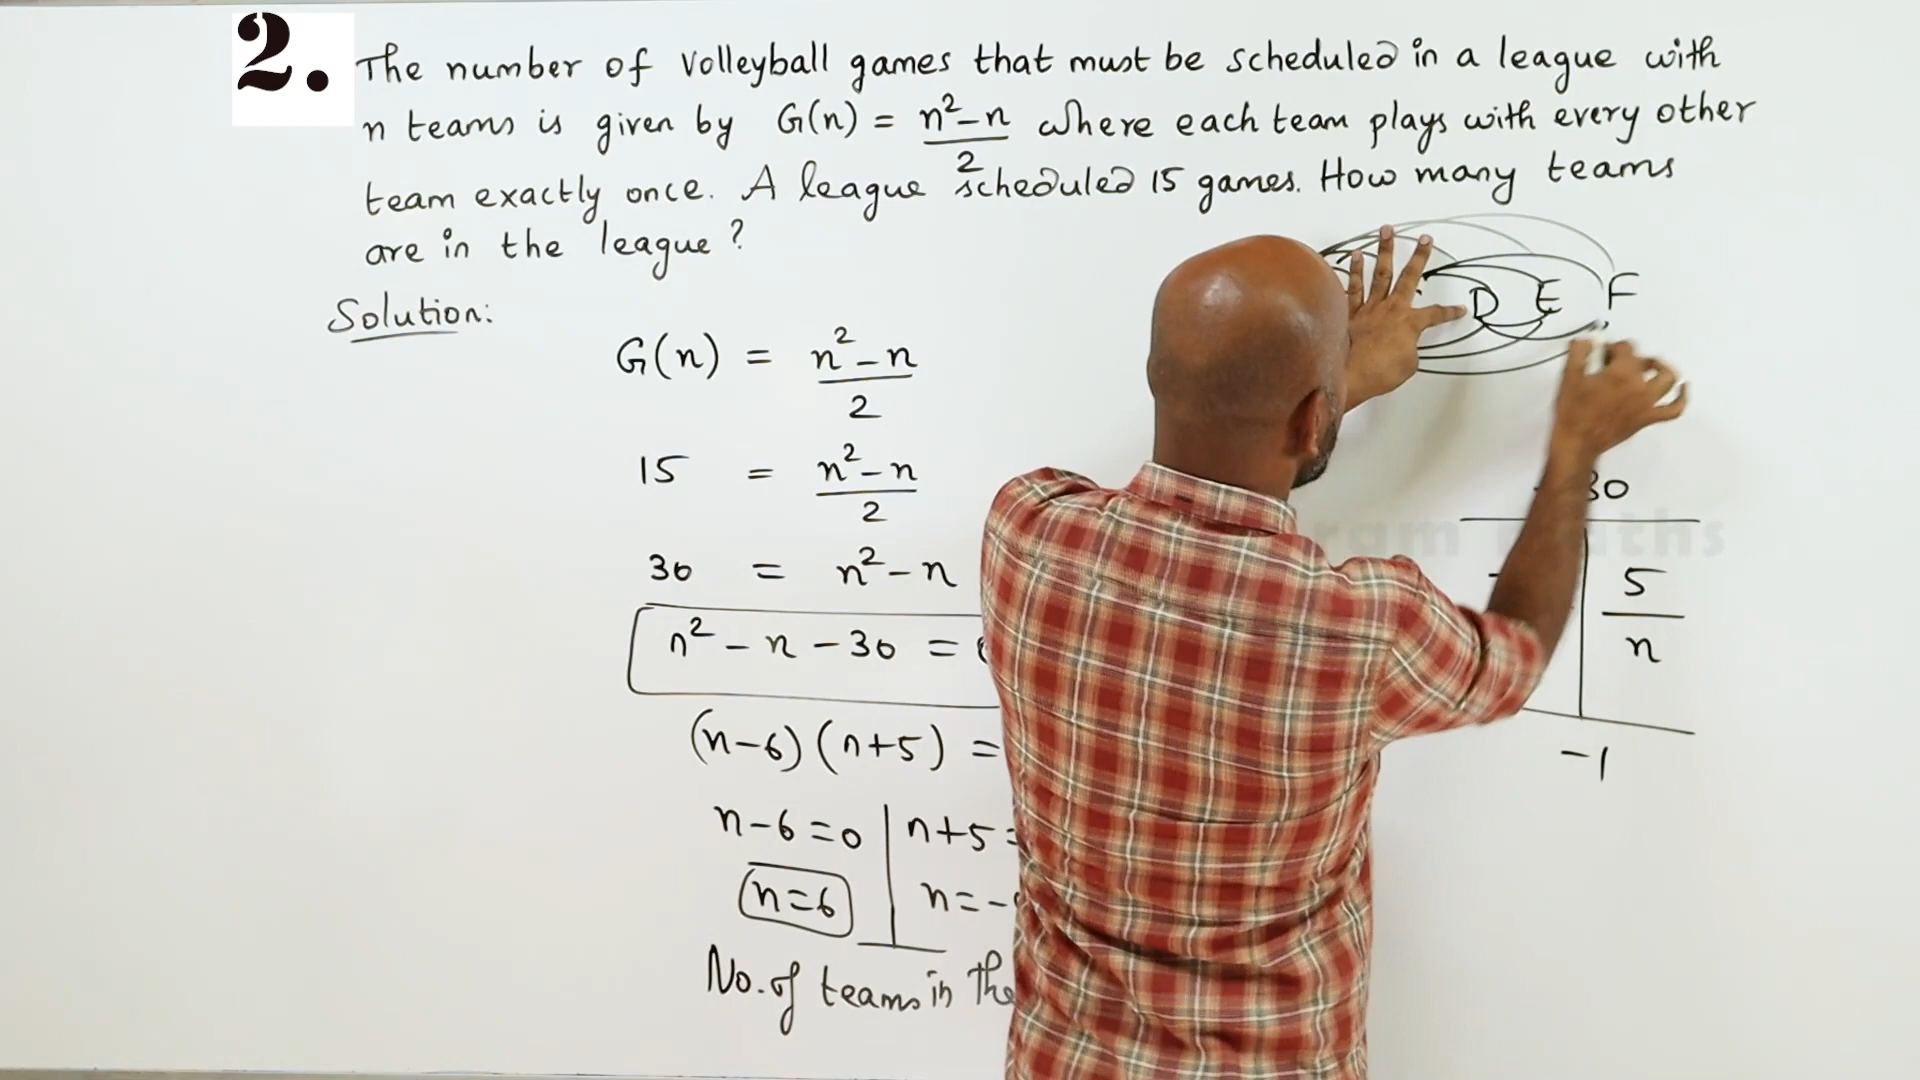 2.
The number of volleyball games that must be scheduled in a league with
n teams is given by G(n) = (n² - n)/2 where each team plays with every other
team exactly once. A league scheduled 15 games. How many teams
are in the league?
Solution:
D E F
G(n) = (n² - n)/2
15 = (n² - n)/2
30 = n² - n
n² - n - 30 =
(n-6)(n+5) =
n-6=0 | n+5
n=6 | n=-
No. of teams in the
30
5
n
-1